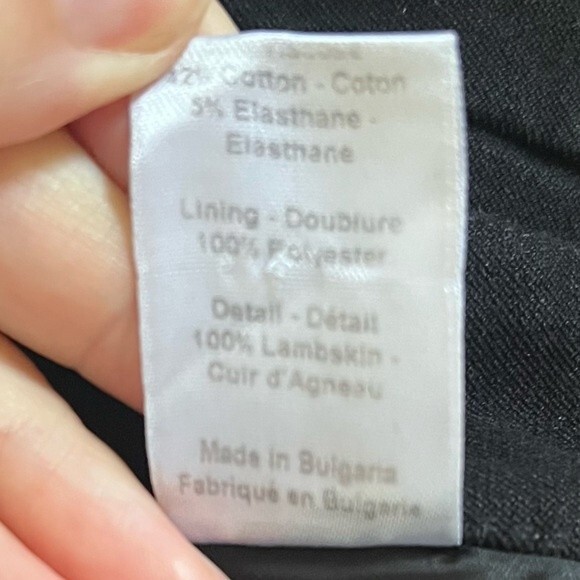 Cotton - Coton
5% Elasthane -
Elasthane
Lining - Doublure
100% Polyester
Detail - Détail
100% Lambskin -
Cuir d'Agneau
Made in Bulgaria
Fabriqué en Bulgarie